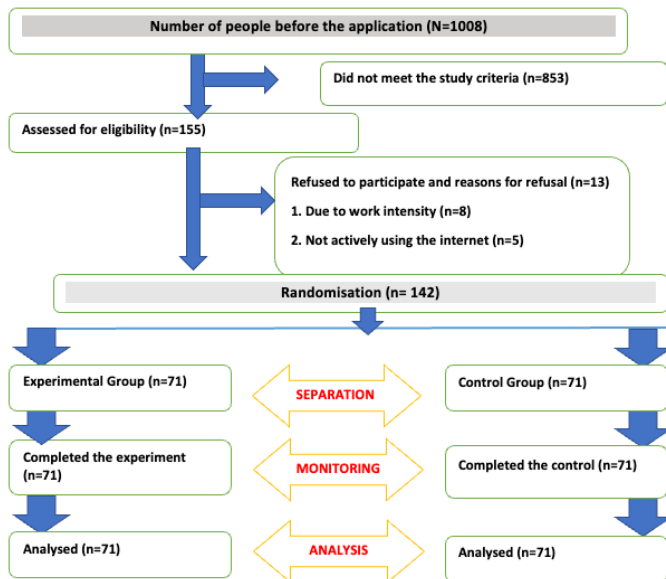 Number of people before the application (N=1008)
Did not meet the study criteria (n=853)
Assessed for eligibility (n=155)
Refused to participate and reasons for refusal (n=13)
1. Due to work intensity (n=8)
2. Not actively using the internet (n=5)
Randomisation (n= 142)
Experimental Group (n=71)
SEPARATION
Control Group (n=71)
Completed the experiment
(n=71)
MONITORING
Completed the control (n=71)
Analysed (n=71)
ANALYSIS
Analysed (n=71)